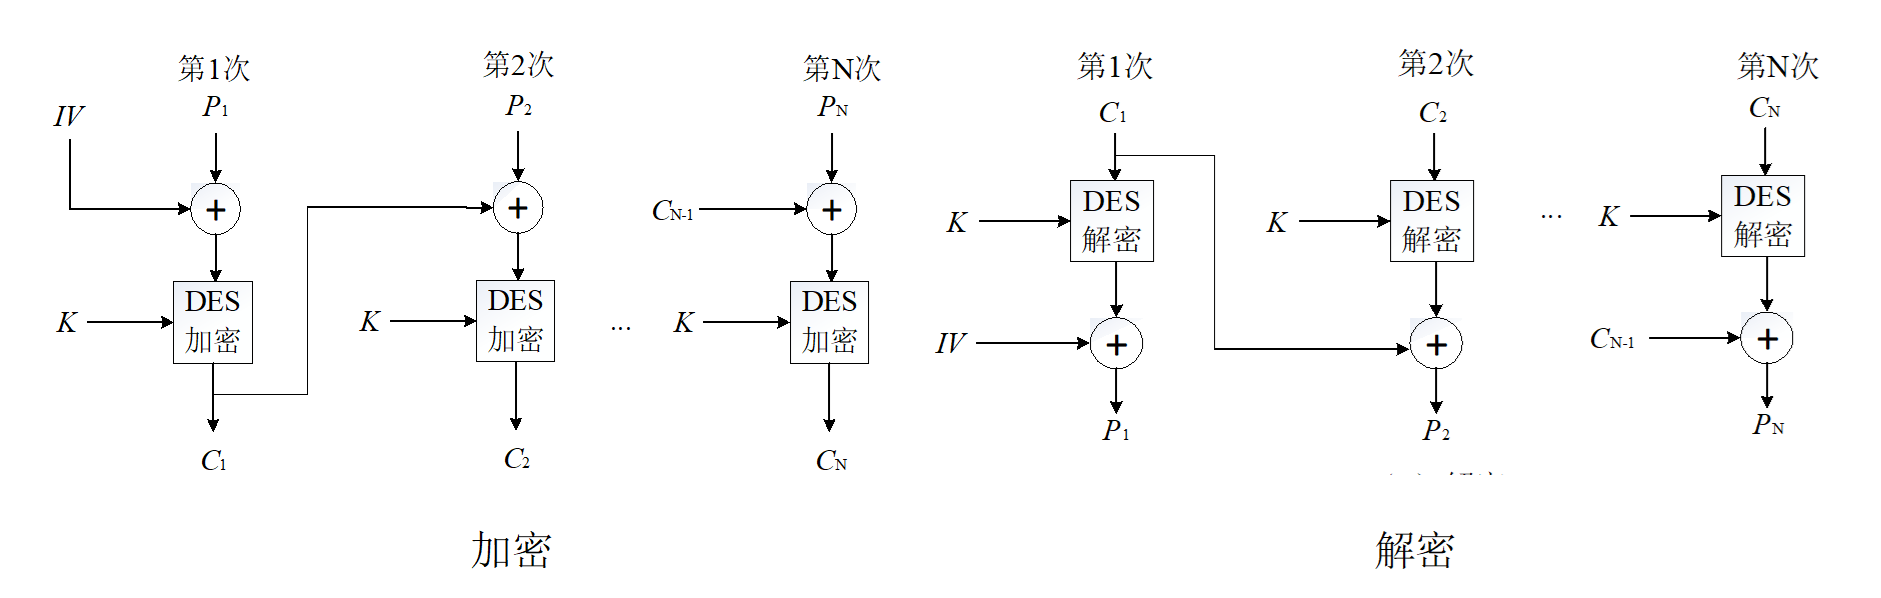 第1次
第2次
第N次
P1
P2
PN
IV
+
+
CN-1
+
K
DES
加密
K
DES
加密
...
K
DES
加密
C1
C2
CN
加密
第1次
第2次
第N次
C1
C2
CN
K
DES
解密
K
DES
解密
...
K
DES
解密
IV
+
+
CN-1
+
P1
P2
PN
解密